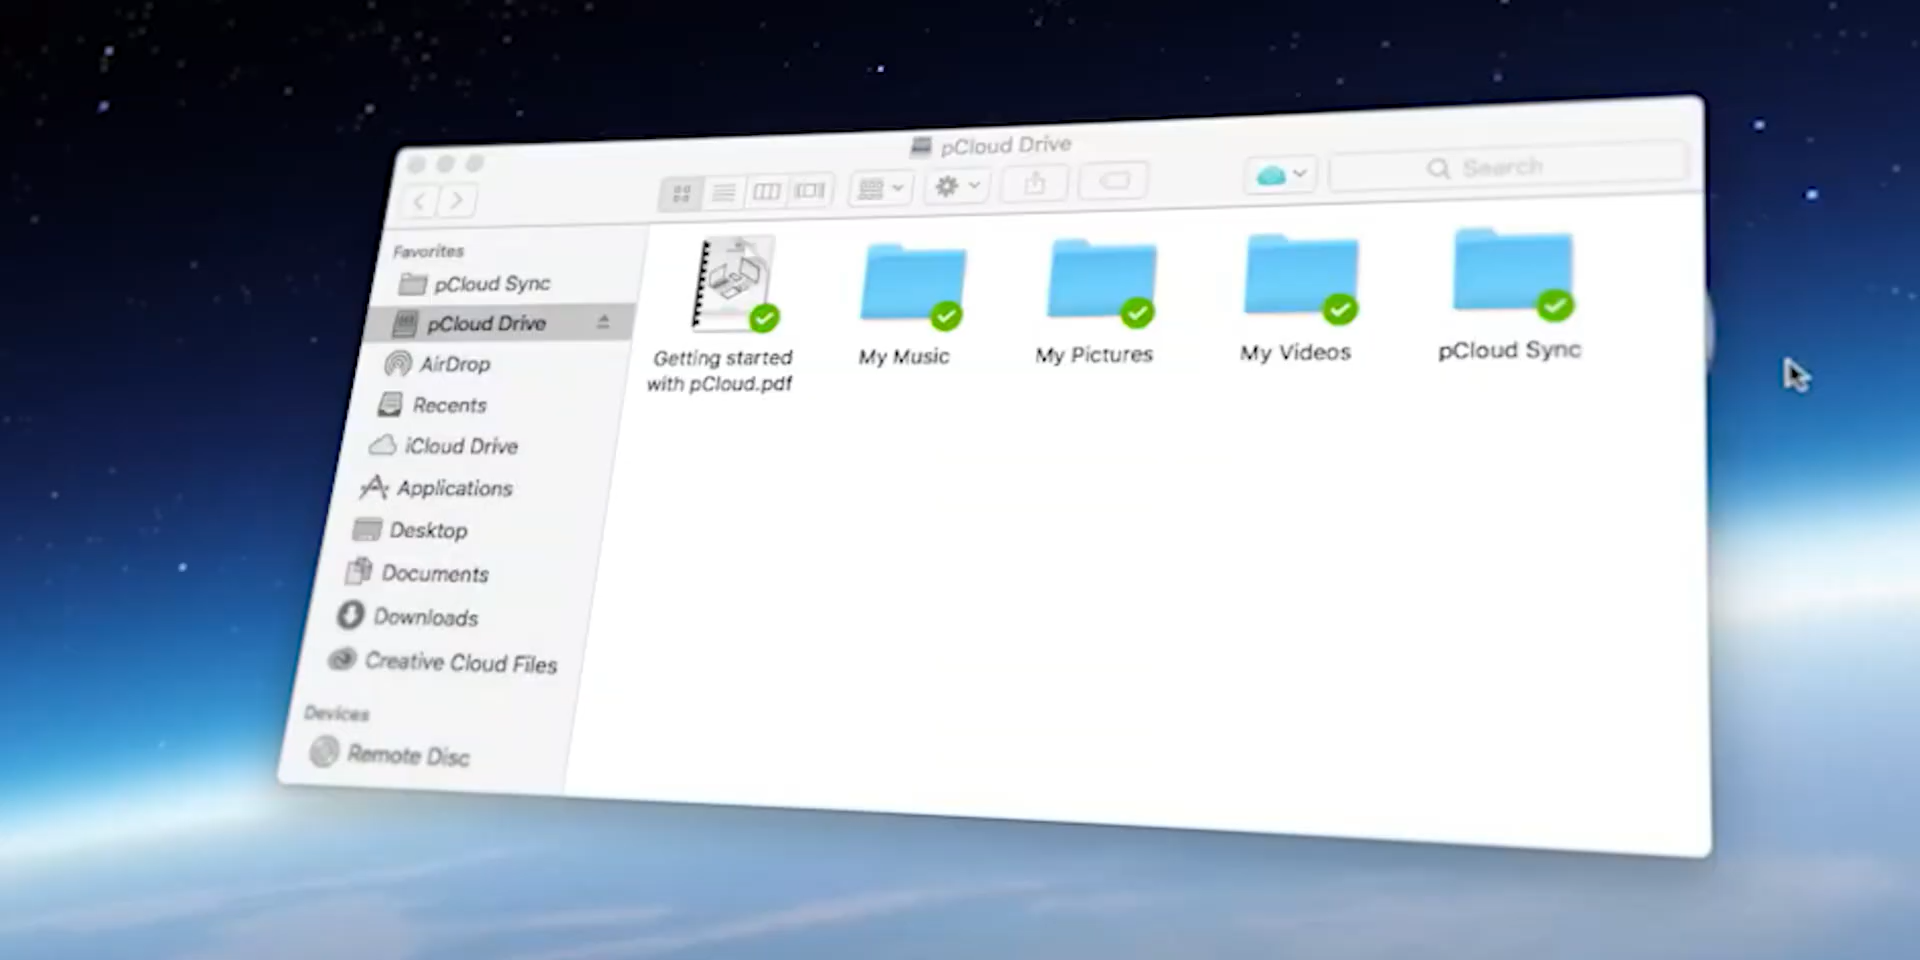 pCloud Drive
Search
Favorites
pCloud Sync
pCloud Drive
AirDrop
Recents
iCloud Drive
Applications
Desktop
Documents
Downloads
Creative Cloud Files
Devices
Remote Disc
Getting started
with pCloud.pdf
My Music
My Pictures
My Videos
pCloud Sync